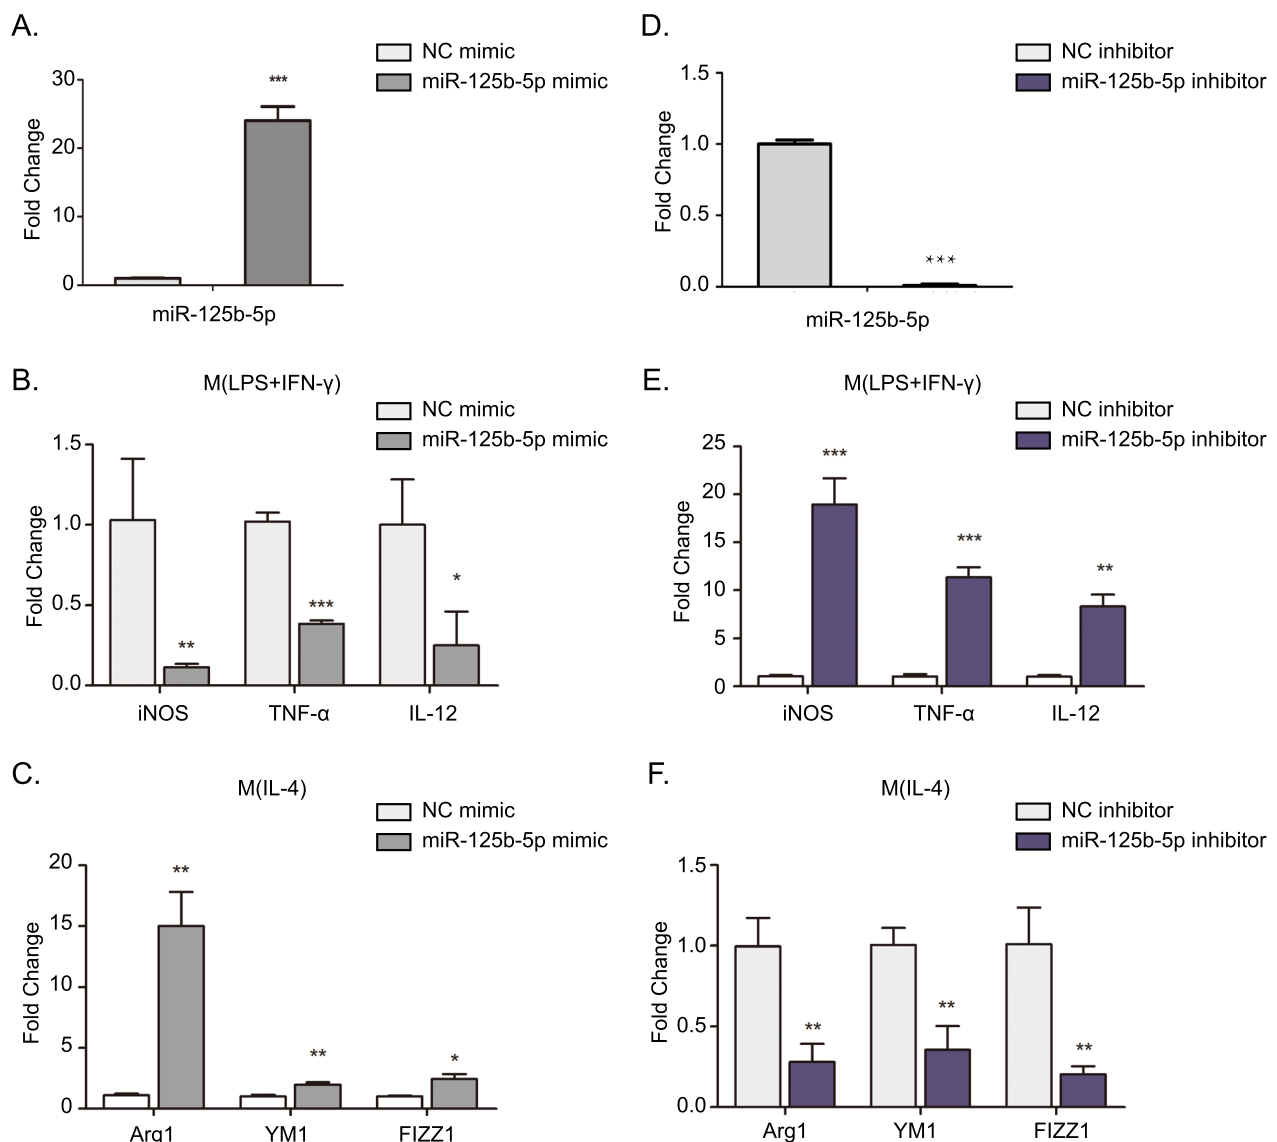 A.
NC mimic
miR-125b-5p mimic
***
30
20
10
0
Fold Change
miR-125b-5p
D.
NC inhibitor
miR-125b-5p inhibitor
1.5
1.0
0.5
0.0
Fold Change
***
miR-125b-5p
B.
M(LPS+IFN-γ)
NC mimic
miR-125b-5p mimic
1.5
1.0
0.5
0.0
Fold Change
**
***
*
iNOS TNF-α IL-12
E.
M(LPS+IFN-γ)
NC inhibitor
miR-125b-5p inhibitor
25
20
15
10
5
0
Fold Change
***
***
**
iNOS TNF-α IL-12
C.
M(IL-4)
NC mimic
miR-125b-5p mimic
20
15
10
5
0
Fold Change
**
**
*
Arg1 YM1 FIZZ1
F.
M(IL-4)
NC inhibitor
miR-125b-5p inhibitor
1.5
1.0
0.5
0.0
Fold Change
**
**
**
Arg1 YM1 FIZZ1